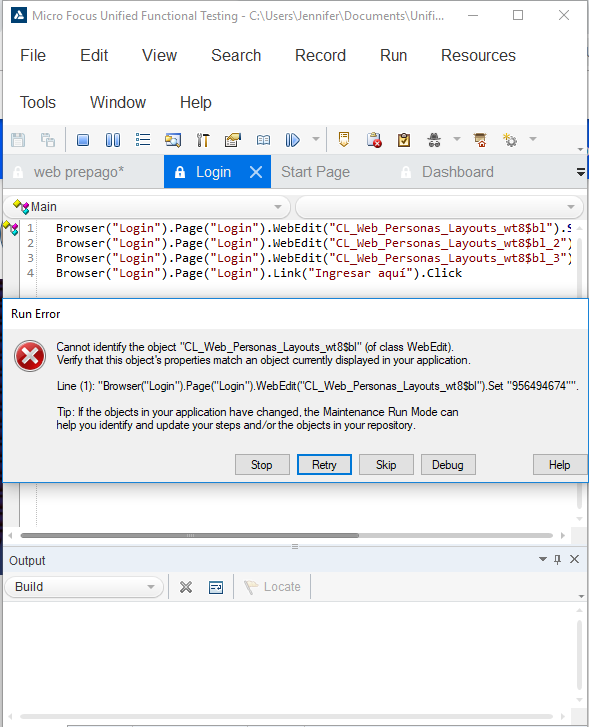 Micro Focus Unified Functional Testing - C:\Users\Jennifer\Documents\Unifi...
File Edit View Search Record Run Resources
Tools Window Help
web prepago* Login Start Page Dashboard
Main
1 Browser("Login").Page("Login").WebEdit("CL_Web_Personas_Layouts_wt8$bl").S
2 Browser("Login").Page("Login").WebEdit("CL_Web_Personas_Layouts_wt8$bl_2")
3 Browser("Login").Page("Login").WebEdit("CL_Web_Personas_Layouts_wt8$bl_3")
4 Browser("Login").Page("Login").Link("Ingresar aquí").Click
Run Error
Cannot identify the object "CL_Web_Personas_Layouts_wt8$bl" (of class WebEdit).
Verify that this object's properties match an object currently displayed in your application.
Line (1): "Browser("Login").Page("Login").WebEdit("CL_Web_Personas_Layouts_wt8$bl").Set "956494674"".
Tip: If the objects in your application have changed, the Maintenance Run Mode can
help you identify and update your steps and/or the objects in your repository.
Stop Retry Skip Debug Help
Output
Build Locate